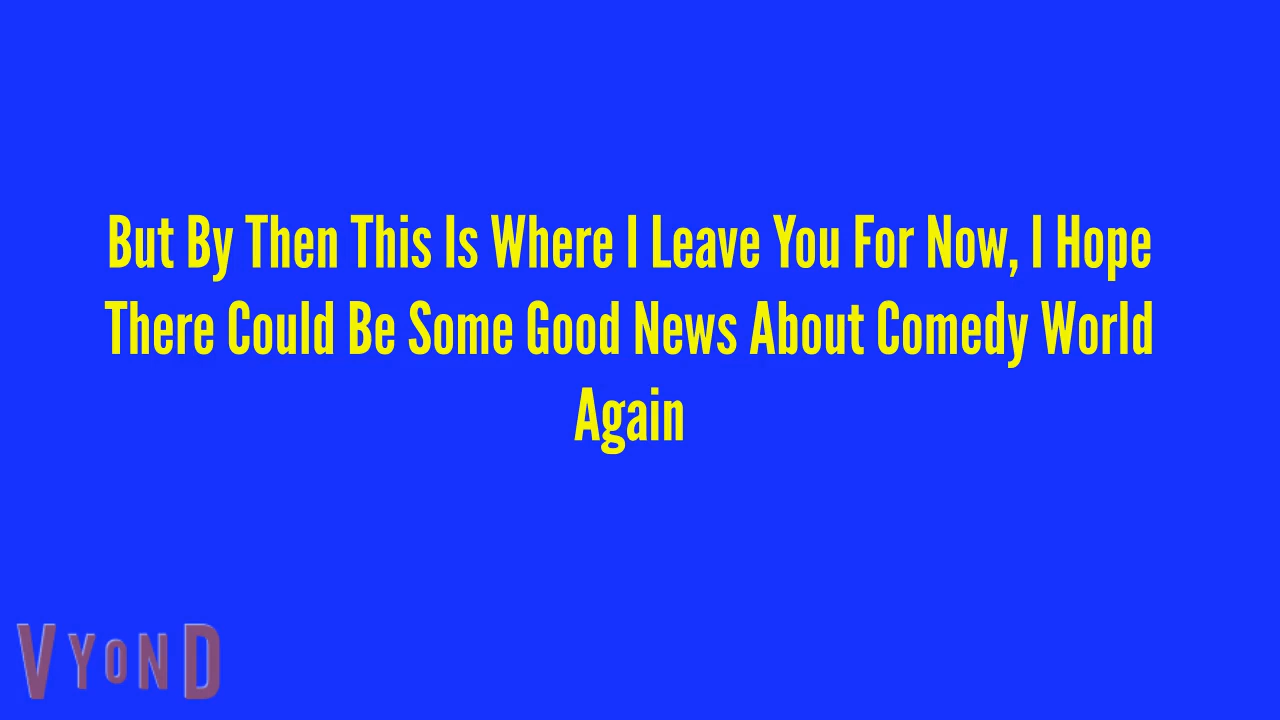 But By Then This Is Where I Leave You For Now, I Hope
There Could Be Some Good News About Comedy World
Again
VYOND